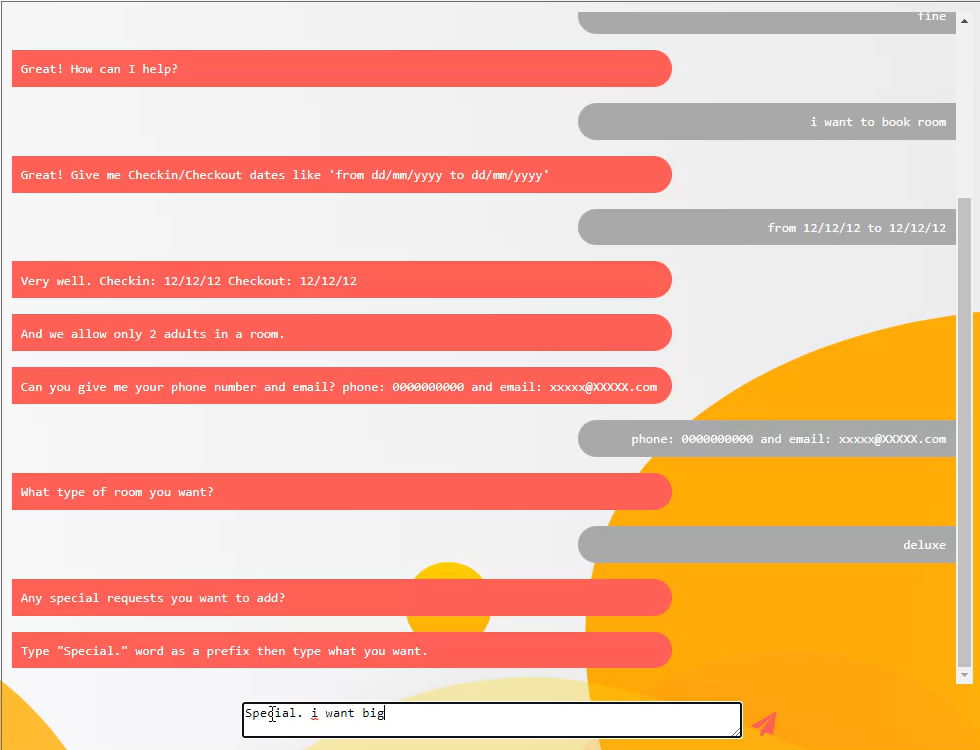 fine
Great! How can I help?
i want to book room
Great! Give me Checkin/Checkout dates like 'from dd/mm/yyyy to dd/mm/yyyy'
from 12/12/12 to 12/12/12
Very well. Checkin: 12/12/12 Checkout: 12/12/12
And we allow only 2 adults in a room.
Can you give me your phone number and email? phone: 0000000000 and email: xxxxx@XXXXX.com
phone: 0000000000 and email: xxxxx@XXXXX.com
What type of room you want?
deluxe
Any special requests you want to add?
Type "Special." word as a prefix then type what you want.
Special. i want big